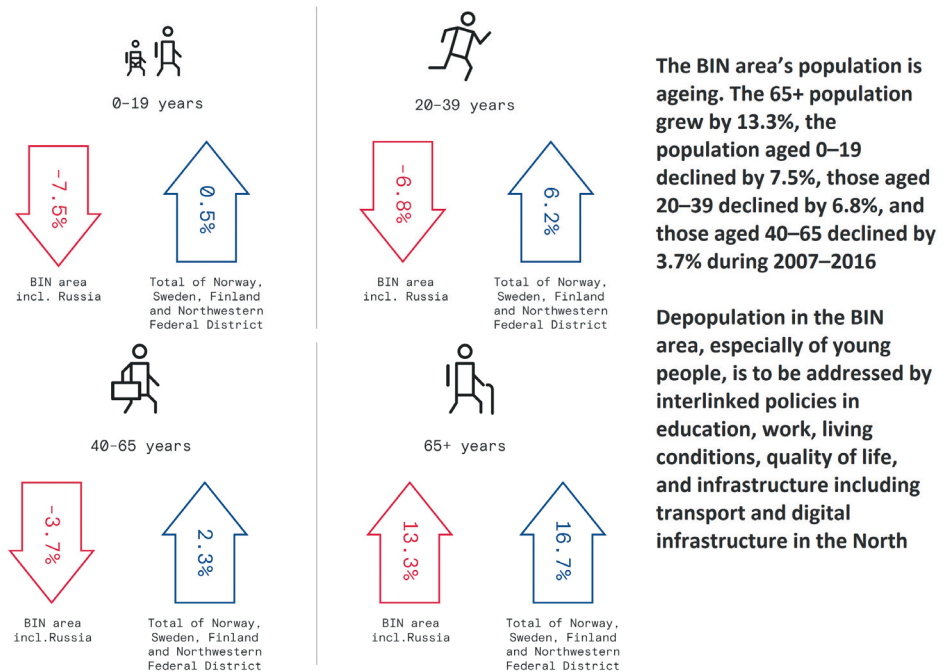 0–19 years
-7.5%
0.5%
BIN area
incl. Russia
Total of Norway,
Sweden, Finland
and Northwestern
Federal District
20–39 years
-6.8%
6.2%
BIN area
incl. Russia
Total of Norway,
Sweden, Finland
and Northwestern
Federal District
40–65 years
-3.7%
2.3%
BIN area
incl.Russia
Total of Norway,
Sweden, Finland
and Northwestern
Federal District
65+ years
13.3%
16.7%
BIN area
incl.Russia
Total of Norway,
Sweden, Finland
and Northwestern
Federal District
The BIN area’s population is
ageing. The 65+ population
grew by 13.3%, the
population aged 0–19
declined by 7.5%, those aged
20–39 declined by 6.8%, and
those aged 40–65 declined by
3.7% during 2007–2016
Depopulation in the BIN
area, especially of young
people, is to be addressed by
interlinked policies in
education, work, living
conditions, quality of life,
and infrastructure including
transport and digital
infrastructure in the North